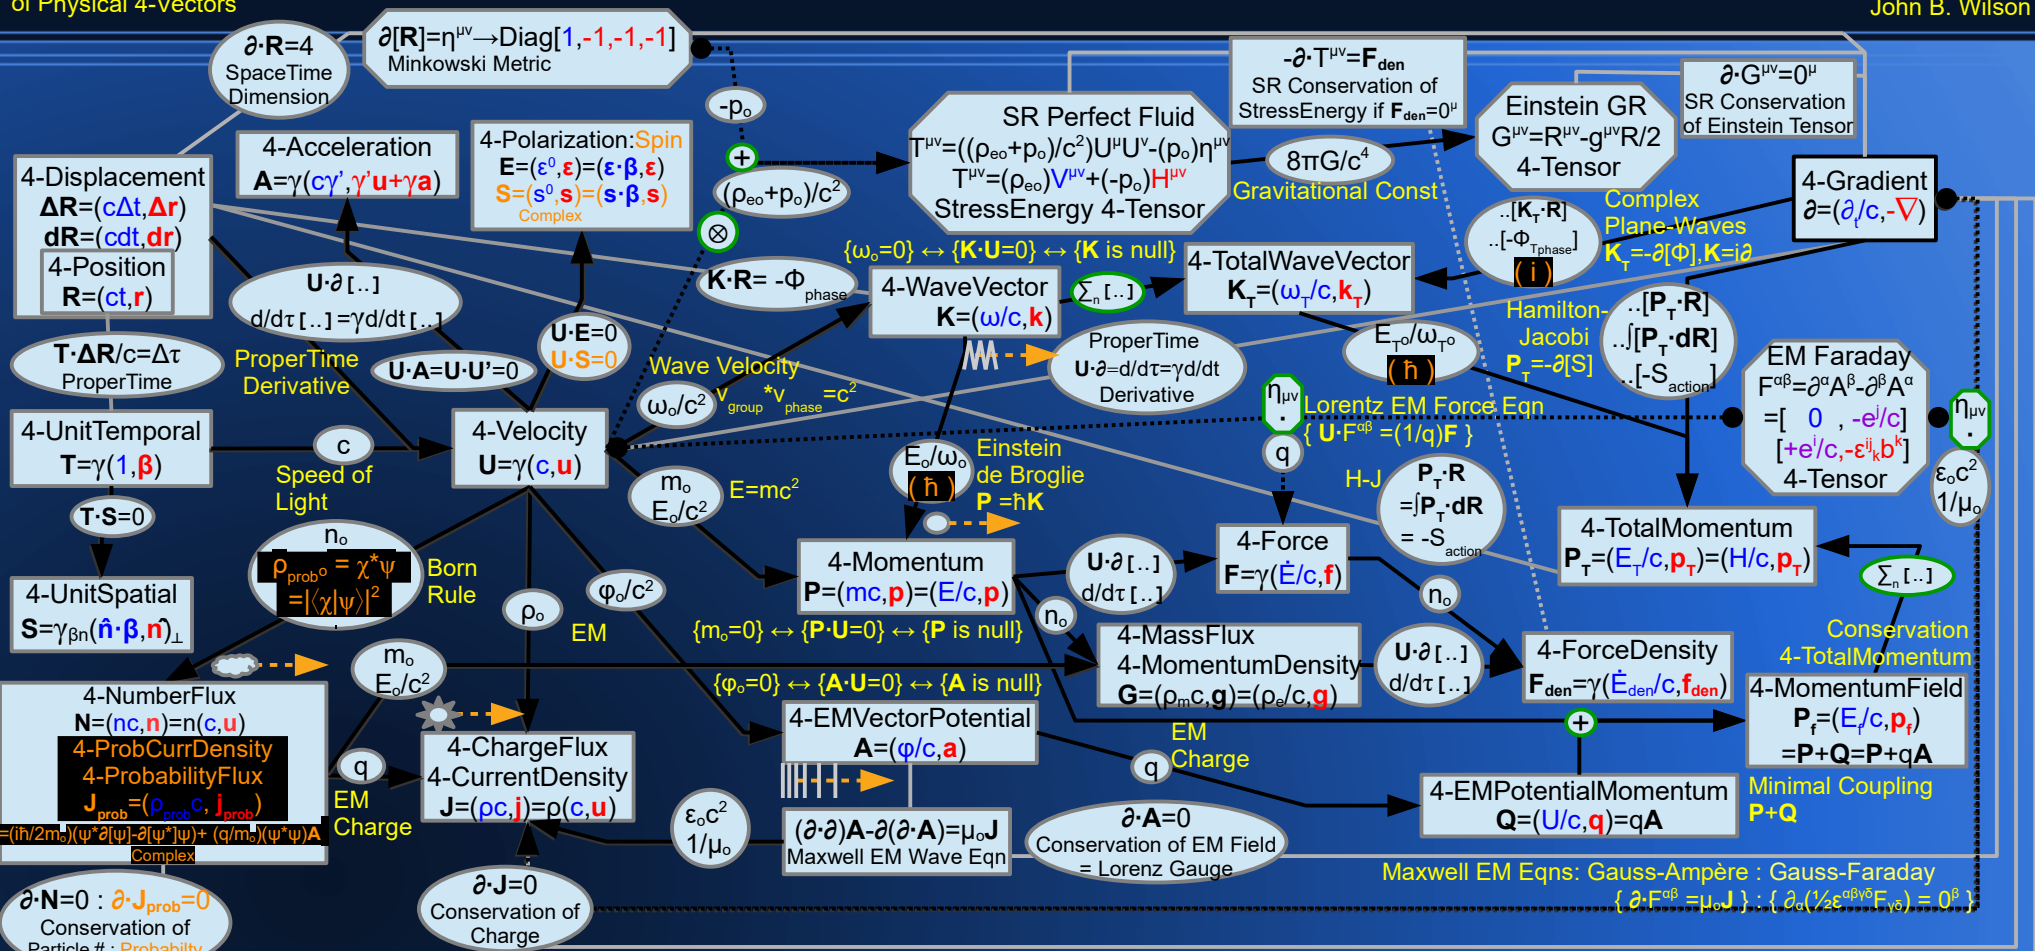 of Physical 4-Vectors
John B. Wilson
∂·R=4
SpaceTime
Dimension
∂[R]=η^μν→Diag[1,-1,-1,-1]
Minkowski Metric
-∂·T^μν=F_den
SR Conservation of
StressEnergy if F_den=0^μ
∂·G^μν=0^μ
SR Conservation
of Einstein Tensor
-p_o
+
(ρ_eo+p_o)/c²
⊗
SR Perfect Fluid
T^μν=((ρ_eo+p_o)/c²)U^μU^ν-(p_o)η^μν
T^μν=(ρ_eo)V^μν+(-p_o)H^μν
StressEnergy 4-Tensor
8πG/c⁴
Gravitational Const
Einstein GR
G^μν=R^μν-g^μνR/2
4-Tensor
4-Acceleration
A=γ(cγ',γ'u+γa)
4-Polarization:Spin
E=(ε⁰,ε)=(ε·β,ε)
S=(s⁰,s)=(s·β,s)
Complex
4-Displacement
ΔR=(cΔt,Δr)
dR=(cdt,dr)
4-Position
R=(ct,r)
4-Gradient
∂=(∂_t/c,-∇)
..[K_T·R]
..[-Φ_Tphase]
(i)
Complex
Plane-Waves
K_T=-∂[Φ],K=i∂
{ω_o=0} ↔ {K·U=0} ↔ {K is null}
U·∂[..]
d/dτ[..]=γd/dt[..]
K·R= -Φ_phase
4-WaveVector
K=(ω/c,k)
∑_n[..]
4-TotalWaveVector
K_T=(ω_T/c,k_T)
Hamilton-
Jacobi
P_T=-∂[S]
..[P_T·R]
..∫[P_T·dR]
..[-S_action]
U·E=0
U·S=0
T·ΔR/c=Δτ
ProperTime
ProperTime
Derivative
U·A=U·U'=0
Wave Velocity
v_group*v_phase=c²
ω_o/c²
ProperTime
U·∂=d/dτ=γd/dt
Derivative
E_To/ω_To
(ħ)
EM Faraday
F^αβ=∂^αA^β-∂^βA^α
=[ 0 , -e^j/c]
[+e^i/c,-ε^ij_k b^k]
4-Tensor
η_μν
·
η_μν
·
Lorentz EM Force Eqn
{ U·F^αβ =(1/q)F }
4-UnitTemporal
T=γ(1,β)
c
Speed of
Light
4-Velocity
U=γ(c,u)
m_o
E_o/c²
E=mc²
E_o/ω_o
(ħ)
Einstein
de Broglie
P =ħK
q
H-J
P_T·R
=∫P_T·dR
= -S_action
ε_oc²
1/μ_o
T·S=0
n_o
ρ_probo = χ*ψ
=|⟨χ|ψ⟩|²
Born
Rule
4-UnitSpatial
S=γ_βn(n̂·β,n̂)_⊥
ρ_o
EM
φ_o/c²
4-Momentum
P=(mc,p)=(E/c,p)
U·∂[..]
d/dτ[..]
4-Force
F=γ(Ė/c,f)
4-TotalMomentum
P_T=(E_T/c,p_T)=(H/c,p_T)
∑_n[..]
n_o
n_o
{m_o=0} ↔ {P·U=0} ↔ {P is null}
Conservation
4-TotalMomentum
m_o
E_o/c²
4-MassFlux
4-MomentumDensity
G=(ρ_mc,g)=(ρ_e/c,g)
U·∂[..]
d/dτ[..]
4-ForceDensity
F_den=γ(Ė_den/c,f_den)
{φ_o=0} ↔ {A·U=0} ↔ {A is null}
4-NumberFlux
N=(nc,n)=n(c,u)
4-ProbCurrDensity
4-ProbabilityFlux
J_prob=(ρ_probc, j_prob)
=(iħ/2m_o)(ψ*∂[ψ]-∂[ψ*]ψ)+ (q/m_o)(ψ*ψ)A
Complex
q
EM
Charge
4-ChargeFlux
4-CurrentDensity
J=(ρc,j)=ρ(c,u)
4-EMVectorPotential
A=(φ/c,a)
EM
Charge
q
+
4-MomentumField
P_f=(E_f/c,p_f)
=P+Q=P+qA
4-EMPotentialMomentum
Q=(U/c,q)=qA
Minimal Coupling
P+Q
ε_oc²
1/μ_o
(∂·∂)A-∂(∂·A)=μ_oJ
Maxwell EM Wave Eqn
∂·A=0
Conservation of EM Field
= Lorenz Gauge
Maxwell EM Eqns: Gauss-Ampère : Gauss-Faraday
{ ∂·F^αβ =μ_oJ } : { ∂_α(½ε^αβγδF_γδ) = 0^β }
∂·N=0 : ∂·J_prob=0
Conservation of
Particle # : Probabilty
∂·J=0
Conservation of
Charge